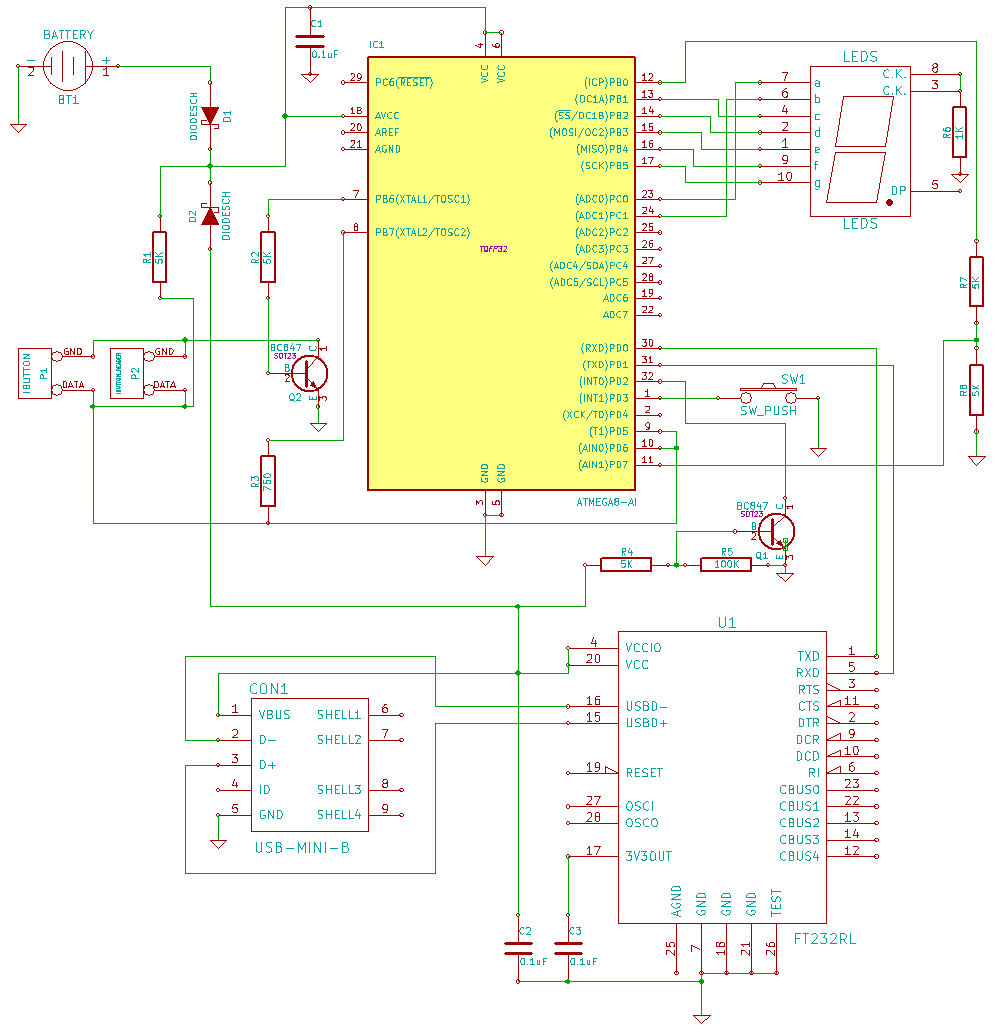 BATTERY
- +
2 1
BT1
C1
0.1uF
DIODESCH
D1
D2
DIODESCH
R1
5K
R2
5K
IBUTTON
P1
GND
DATA
P2
GND
DATA
BC847
SOT23
C
1
B
2
Q2
E
3
R3
750
IC1
4 VCC
6 VCC
29 PC6(RESET)
18 AVCC
20 AREF
21 AGND
7 PB6(XTAL1/TOSC1)
8 PB7(XTAL2/TOSC2)
TQFP32
(ICP)PB0 12
(OC1A)PB1 13
(SS/OC1B)PB2 14
(MOSI/OC2)PB3 15
(MISO)PB4 16
(SCK)PB5 17
(ADC0)PC0 23
(ADC1)PC1 24
(ADC2)PC2 25
(ADC3)PC3 26
(ADC4/SDA)PC4 27
(ADC5/SCL)PC5 28
ADC6 19
ADC7 22
(RXD)PD0 30
(TXD)PD1 31
(INT0)PD2 32
(INT1)PD3 1
(XCK/T0)PD4 2
(T1)PD5 9
(AIN0)PD6 10
(AIN1)PD7 11
GND 3
GND 5
ATMEGA8-AI
LEDS
7 a
6 b
4 c
2 d
1 e
9 f
10 g
C.K. 8
C.K. 3
DP 5
LEDS
R6
1K
R7
5K
R8
5K
SW1
SW_PUSH
BC847
SOT23
C
1
B
2
Q1
E
3
R4
5K
R5
100K
U1
4 VCCIO
20 VCC
16 USBD-
15 USBD+
19 RESET
27 OSCI
28 OSCO
17 3V3OUT
TXD 1
RXD 5
RTS 3
CTS 11
DTR 2
DCR 9
DCD 10
RI 6
CBUS0 23
CBUS1 22
CBUS2 13
CBUS3 14
CBUS4 12
AGND 25
GND 7
GND 18
GND 21
TEST 26
FT232RL
CON1
1 VBUS
2 D-
3 D+
4 ID
5 GND
SHELL1 6
SHELL2 7
SHELL3 8
SHELL4 9
USB-MINI-B
C2
0.1uF
C3
0.1uF